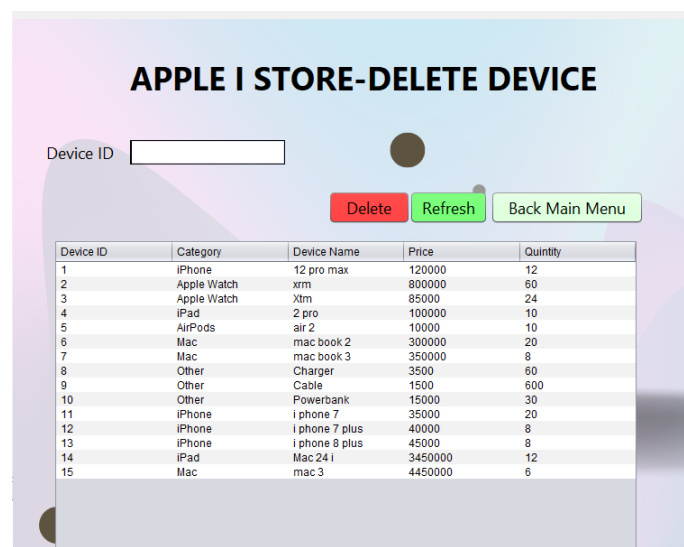 APPLE I STORE-DELETE DEVICE
Device ID
Delete Refresh Back Main Menu
Device ID Category Device Name Price Quintity
1 iPhone 12 pro max 120000 12
2 Apple Watch xrm 800000 60
3 Apple Watch Xtm 85000 24
4 iPad 2 pro 100000 10
5 AirPods air 2 10000 10
6 Mac mac book 2 300000 20
7 Mac mac book 3 350000 8
8 Other Charger 3500 60
9 Other Cable 1500 600
10 Other Powerbank 15000 30
11 iPhone i phone 7 35000 20
12 iPhone i phone 7 plus 40000 8
13 iPhone i phone 8 plus 45000 8
14 iPad Mac 24 i 3450000 12
15 Mac mac 3 4450000 6